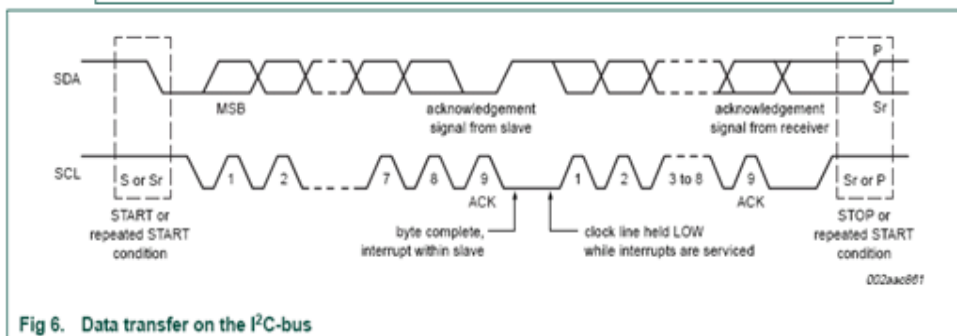 P
SDA
MSB
acknowledgement
signal from slave
acknowledgement
signal from receiver
Sr
SCL
S or Sr
1
2
7
8
9
1
2
3 to 8
9
Sr or P
ACK
ACK
START or
repeated START
condition
byte complete,
interrupt within slave
clock line held LOW
while interrupts are serviced
STOP or
repeated START
condition
002aac861
Fig 6. Data transfer on the I²C-bus